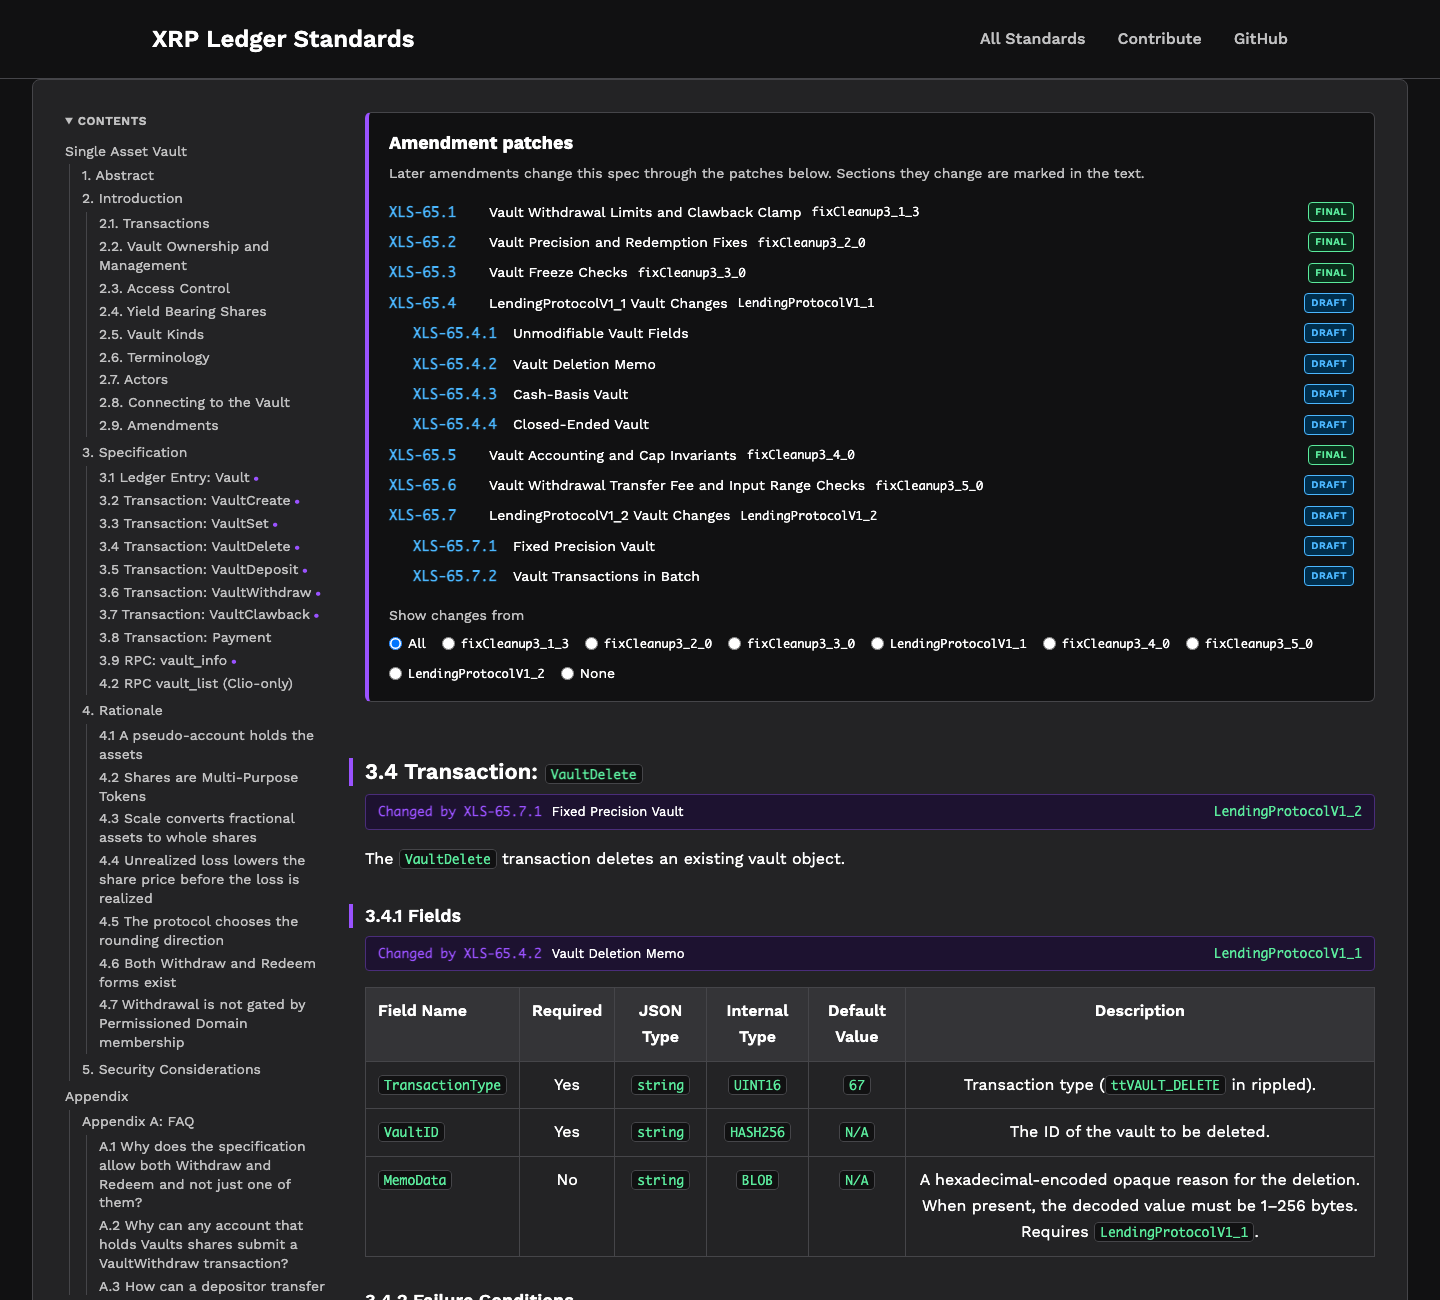 XRP Ledger Standards
All Standards
Contribute
GitHub
▼ CONTENTS
Single Asset Vault
1. Abstract
2. Introduction
2.1. Transactions
2.2. Vault Ownership and
Management
2.3. Access Control
2.4. Yield Bearing Shares
2.5. Vault Kinds
2.6. Terminology
2.7. Actors
2.8. Connecting to the Vault
2.9. Amendments
3. Specification
3.1 Ledger Entry: Vault •
3.2 Transaction: VaultCreate •
3.3 Transaction: VaultSet •
3.4 Transaction: VaultDelete •
3.5 Transaction: VaultDeposit •
3.6 Transaction: VaultWithdraw •
3.7 Transaction: VaultClawback •
3.8 Transaction: Payment
3.9 RPC: vault_info •
4.2 RPC vault_list (Clio-only)
4. Rationale
4.1 A pseudo-account holds the
assets
4.2 Shares are Multi-Purpose
Tokens
4.3 Scale converts fractional
assets to whole shares
4.4 Unrealized loss lowers the
share price before the loss is
realized
4.5 The protocol chooses the
rounding direction
4.6 Both Withdraw and Redeem
forms exist
4.7 Withdrawal is not gated by
Permissioned Domain
membership
5. Security Considerations
Appendix
Appendix A: FAQ
A.1 Why does the specification
allow both Withdraw and
Redeem and not just one of
them?
A.2 Why can any account that
holds Vaults shares submit a
VaultWithdraw transaction?
A.3 How can a depositor transfer
Amendment patches
Later amendments change this spec through the patches below. Sections they change are marked in the text.
XLS-65.1 Vault Withdrawal Limits and Clawback Clamp fixCleanup3_1_3 FINAL
XLS-65.2 Vault Precision and Redemption Fixes fixCleanup3_2_0 FINAL
XLS-65.3 Vault Freeze Checks fixCleanup3_3_0 FINAL
XLS-65.4 LendingProtocolV1_1 Vault Changes LendingProtocolV1_1 DRAFT
XLS-65.4.1 Unmodifiable Vault Fields DRAFT
XLS-65.4.2 Vault Deletion Memo DRAFT
XLS-65.4.3 Cash-Basis Vault DRAFT
XLS-65.4.4 Closed-Ended Vault DRAFT
XLS-65.5 Vault Accounting and Cap Invariants fixCleanup3_4_0 FINAL
XLS-65.6 Vault Withdrawal Transfer Fee and Input Range Checks fixCleanup3_5_0 DRAFT
XLS-65.7 LendingProtocolV1_2 Vault Changes LendingProtocolV1_2 DRAFT
XLS-65.7.1 Fixed Precision Vault DRAFT
XLS-65.7.2 Vault Transactions in Batch DRAFT
Show changes from
All fixCleanup3_1_3 fixCleanup3_2_0 fixCleanup3_3_0 LendingProtocolV1_1 fixCleanup3_4_0 fixCleanup3_5_0
LendingProtocolV1_2 None
3.4 Transaction: VaultDelete
Changed by XLS-65.7.1 Fixed Precision Vault LendingProtocolV1_2
The VaultDelete transaction deletes an existing vault object.
3.4.1 Fields
Changed by XLS-65.4.2 Vault Deletion Memo LendingProtocolV1_1
Field Name Required JSON Type Internal Type Default Value Description
TransactionType Yes string UINT16 67 Transaction type (ttVAULT_DELETE in rippled).
VaultID Yes string HASH256 N/A The ID of the vault to be deleted.
MemoData No string BLOB N/A A hexadecimal-encoded opaque reason for the deletion.
When present, the decoded value must be 1–256 bytes.
Requires LendingProtocolV1_1.
3.4.2 Failure Conditions